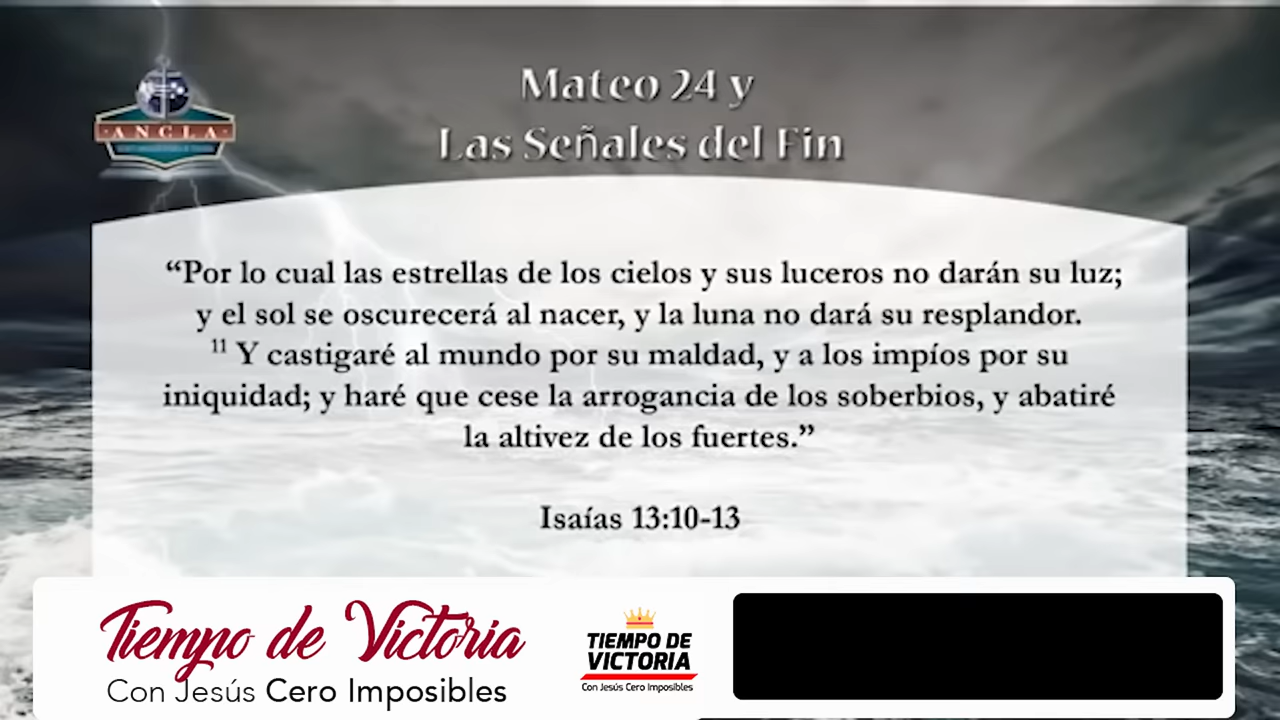 Mateo 24 y
Las Señales del Fin
ANCLA
“Por lo cual las estrellas de los cielos y sus luceros no darán su luz;
y el sol se oscurecerá al nacer, y la luna no dará su resplandor.
11 Y castigaré al mundo por su maldad, y a los impíos por su
iniquidad; y haré que cese la arrogancia de los soberbios, y abatiré
la altivez de los fuertes.”
Isaías 13:10-13
Tiempo de Victoria
Con Jesús Cero Imposibles
TIEMPO DE
VICTORIA
Con Jesús Cero Imposibles